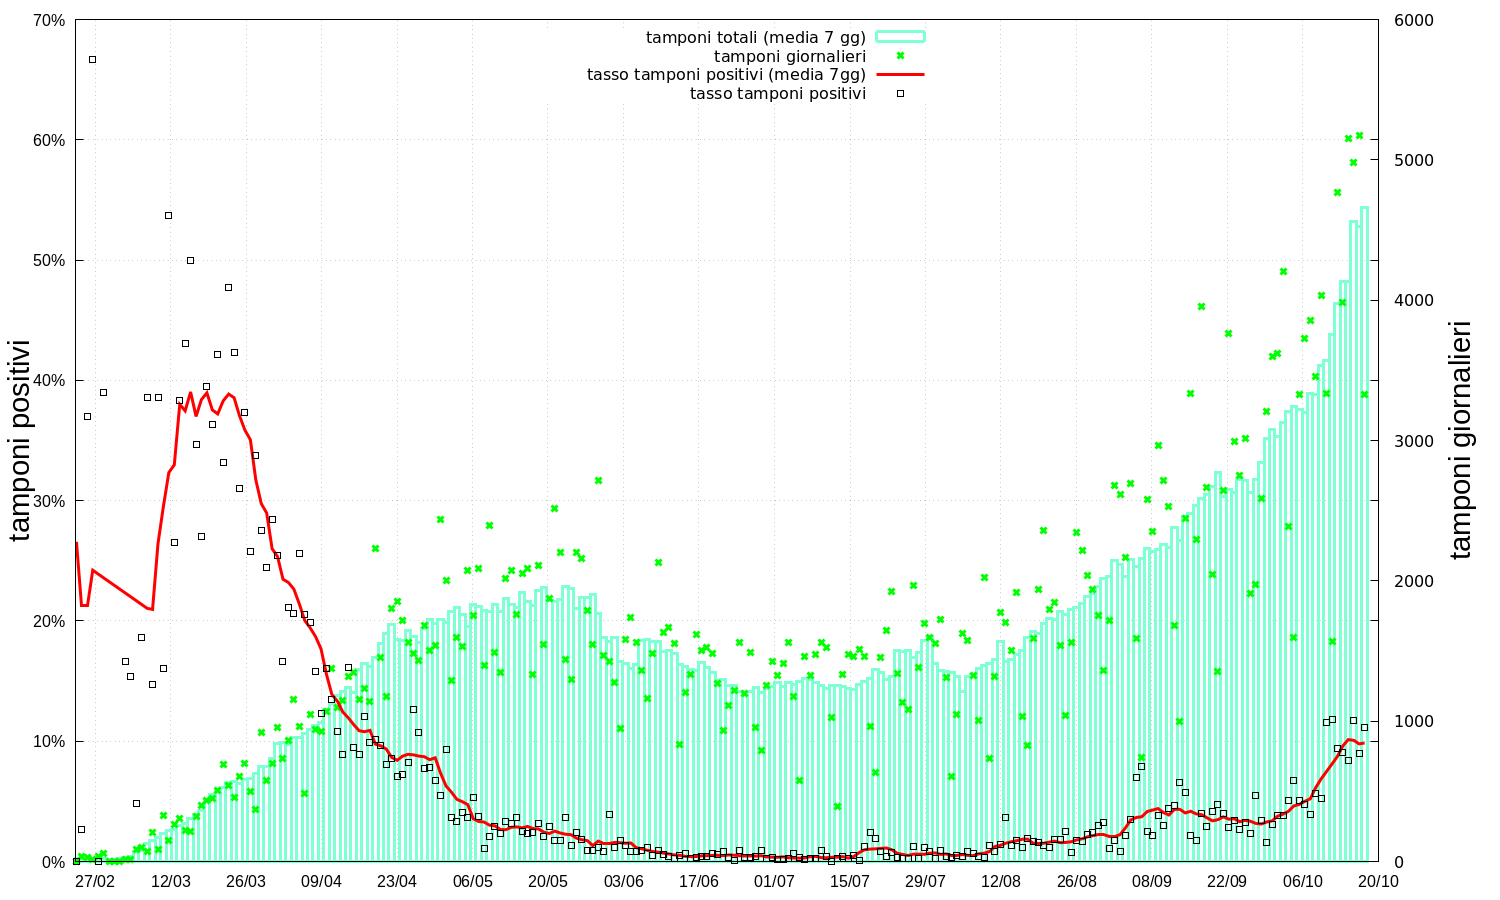 tamponi totali (media 7 gg)
tamponi giornalieri
tasso tamponi positivi (media 7gg)
tasso tamponi positivi
70%
60%
50%
40%
30%
20%
10%
0%
tamponi positivi
6000
5000
4000
3000
2000
1000
0
tamponi giornalieri
27/02 12/03 26/03 09/04 23/04 06/05 20/05 03/06 17/06 01/07 15/07 29/07 12/08 26/08 08/09 22/09 06/10 20/10